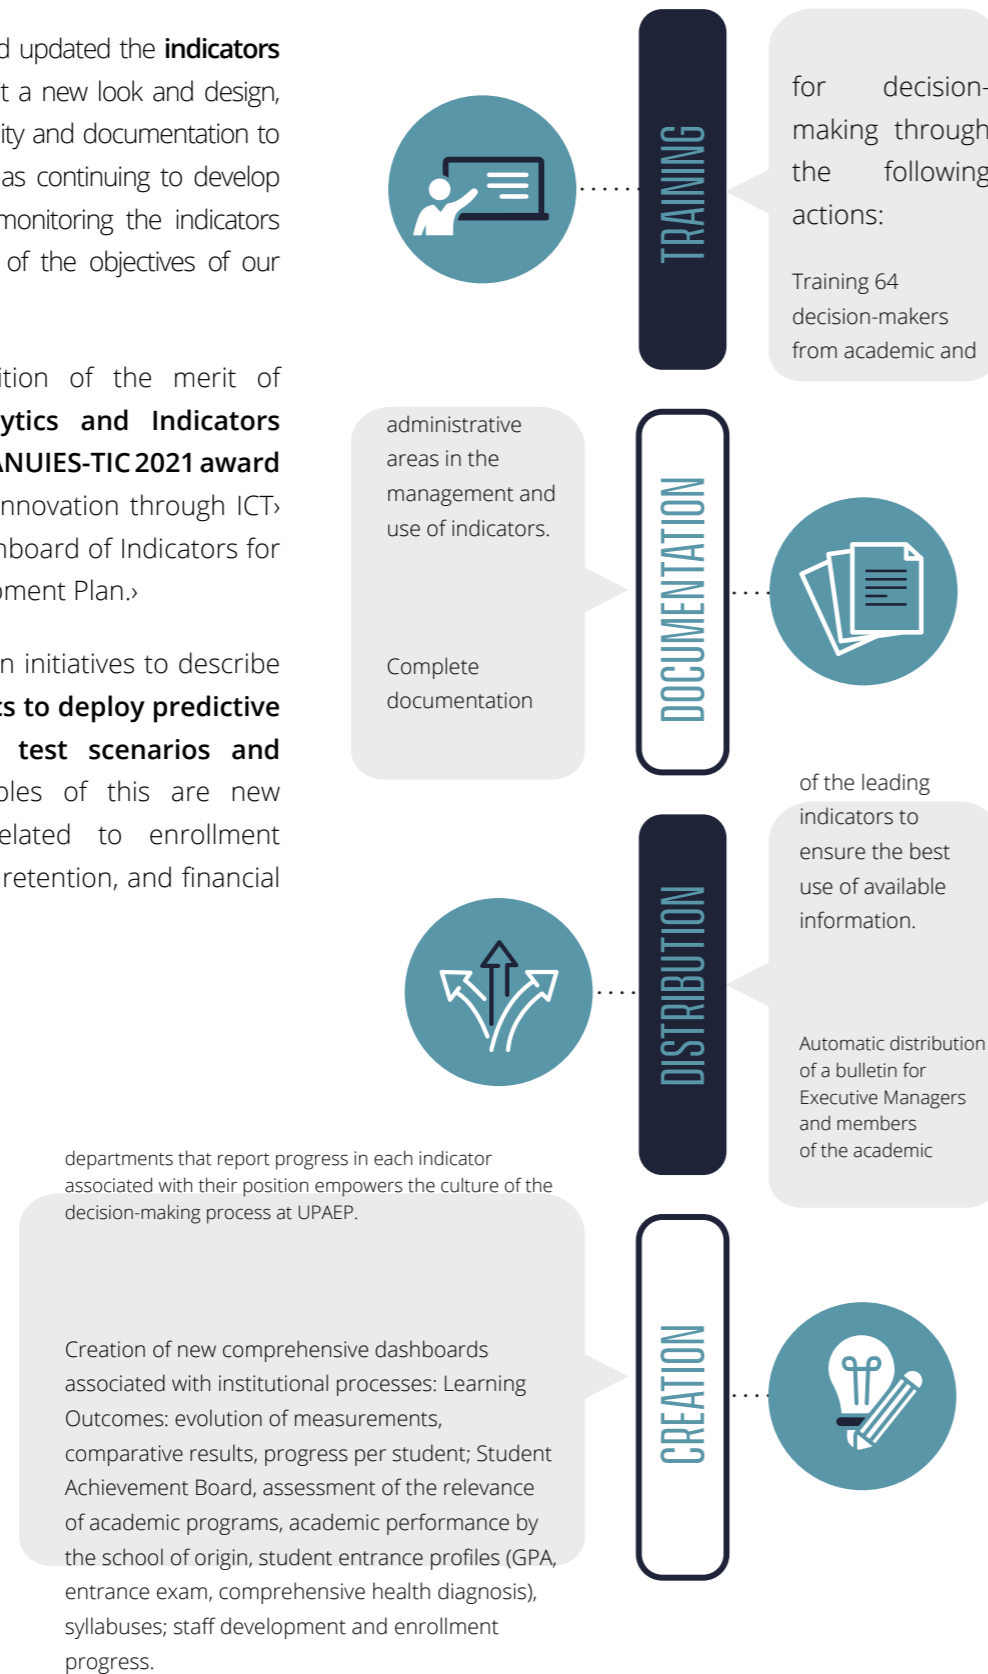 d updated the indicators
t a new look and design,
ity and documentation to
as continuing to develop
monitoring the indicators
of the objectives of our
ition of the merit of
ytics and Indicators
ANUIES-TIC 2021 award
innovation through ICT›
nboard of Indicators for
pment Plan.›
n initiatives to describe
cs to deploy predictive
test scenarios and
ples of this are new
elated to enrollment
retention, and financial
TRAINING
for decision-
making through
the following
actions:
Training 64
decision-makers
from academic and
administrative
areas in the
management and
use of indicators.
Complete
documentation
DOCUMENTATION
of the leading
indicators to
ensure the best
use of available
information.
DISTRIBUTION
Automatic distribution
of a bulletin for
Executive Managers
and members
of the academic
departments that report progress in each indicator
associated with their position empowers the culture of the
decision-making process at UPAEP.
Creation of new comprehensive dashboards
associated with institutional processes: Learning
Outcomes: evolution of measurements,
comparative results, progress per student; Student
Achievement Board, assessment of the relevance
of academic programs, academic performance by
the school of origin, student entrance profiles (GPA,
entrance exam, comprehensive health diagnosis),
syllabuses; staff development and enrollment
progress.
CREATION